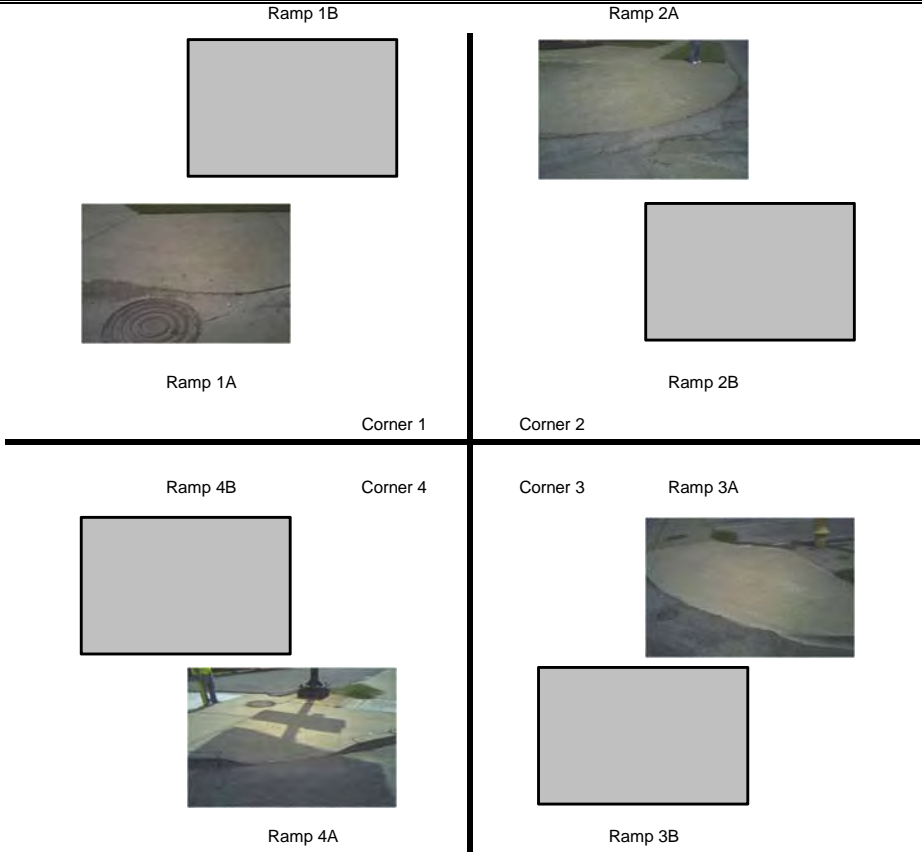 Ramp 1B Ramp 2A
Ramp 1A Ramp 2B
Corner 1 Corner 2
Ramp 4B Corner 4 Corner 3 Ramp 3A
Ramp 4A Ramp 3B